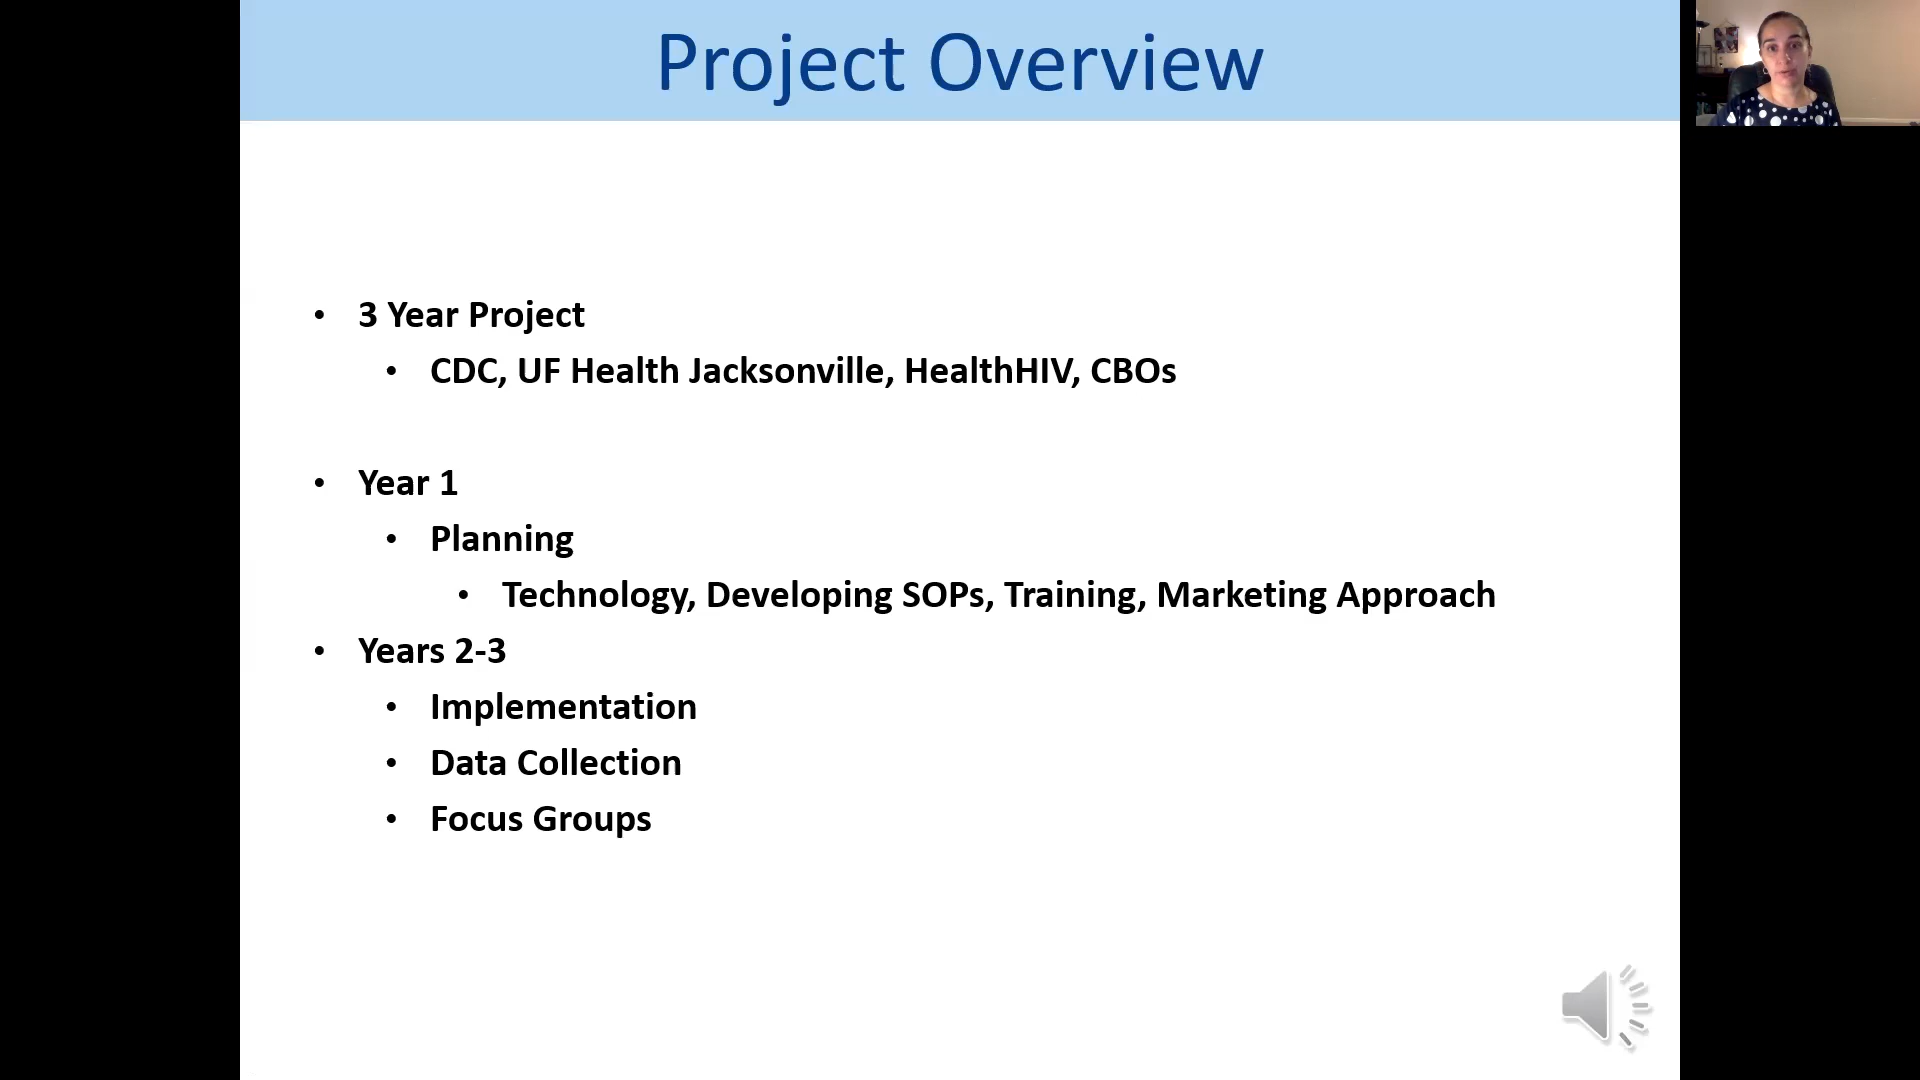 Project Overview
• 3 Year Project
• CDC, UF Health Jacksonville, HealthHIV, CBOs
• Year 1
• Planning
• Technology, Developing SOPs, Training, Marketing Approach
• Years 2-3
• Implementation
• Data Collection
• Focus Groups